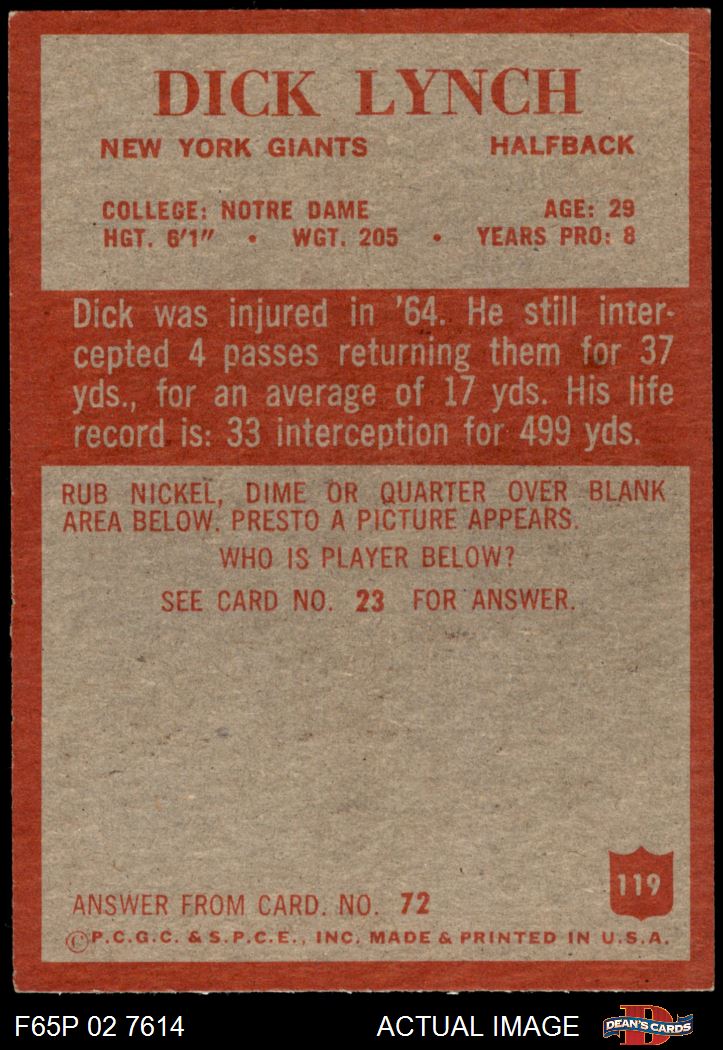 DICK LYNCH
NEW YORK GIANTS HALFBACK
COLLEGE: NOTRE DAME AGE: 29
HGT. 6'1" • WGT. 205 • YEARS PRO: 8
Dick was injured in '64. He still inter-
cepted 4 passes returning them for 37
yds., for an average of 17 yds. His life
record is: 33 interception for 499 yds.
RUB NICKEL, DIME OR QUARTER OVER BLANK
AREA BELOW. PRESTO A PICTURE APPEARS.
WHO IS PLAYER BELOW?
SEE CARD NO. 23 FOR ANSWER.
119
ANSWER FROM CARD. NO. 72
©P.C.G.C. & S.P.C.E., INC. MADE & PRINTED IN U.S.A.
F65P 02 7614 ACTUAL IMAGE D DEAN'S CARDS